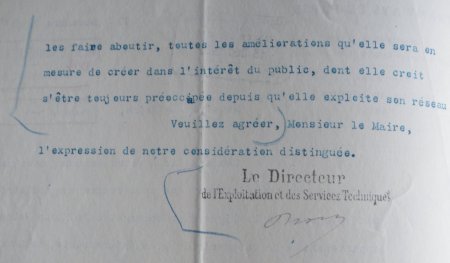 les faire aboutir, toutes les améliorations qu'elle sera en
mesure de créer dans l'intérêt du public, dont elle croit
s'être toujours préoccupée depuis qu'elle exploite son réseau
Veuillez agréer, Monsieur le Maire,
l'expression de notre considération distinguée.
Le Directeur
de l'Exploitation et des Services Techniques